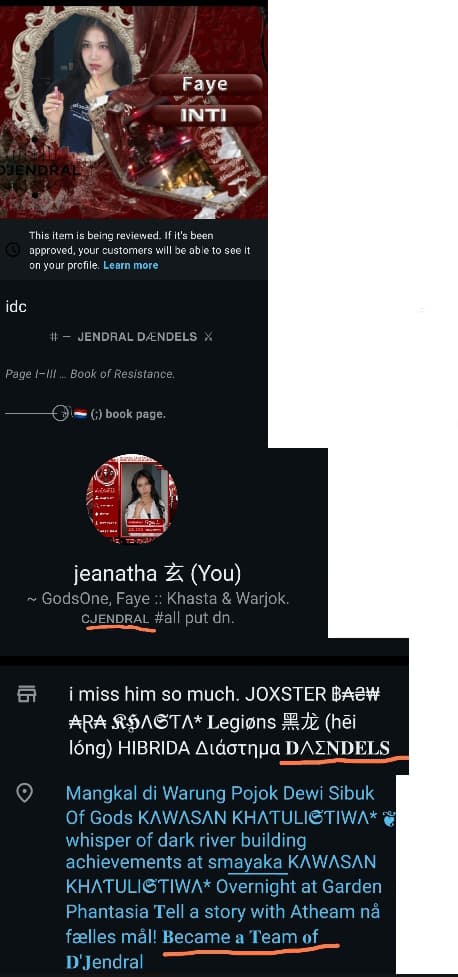 Faye
INTI
DJENDRAL
This item is being reviewed. If it's been
approved, your customers will be able to see it
on your profile. Learn more
idc
⌗ — JENDRAL DÆNDELS ⚔
Page I–III ... Book of Resistance.
🇳🇱 (;) book page.
jeanatha 玄 (You)
~ GodsOne, Faye :: Khasta & Warjok.
CJENDRAL #all put dn.
i miss him so much. JOXSTER ฿₳₴₩
₳Ɽ₳ 𝕶𝕳ΛᏋTΛ* 𝐋egiøns 黑龙 (hēi
lóng) HIBRIDA Διάστημα 𝐃ΛΣ𝐍𝐃𝐄𝐋𝐒
Mangkal di Warung Pojok Dewi Sibuk
Of Gods KΛWΛSΛN KHΛTULI𝕾TIWΛ* ❦
whisper of dark river building
achievements at smayaka KΛWΛSΛN
KHΛTULI𝕾TIWΛ* Overnight at Garden
Phantasia 𝐓ell a story with Atheam nå
fælles mål! 𝐁ecame 𝐚 𝐓eam 𝐨f
𝐃'𝐉endral